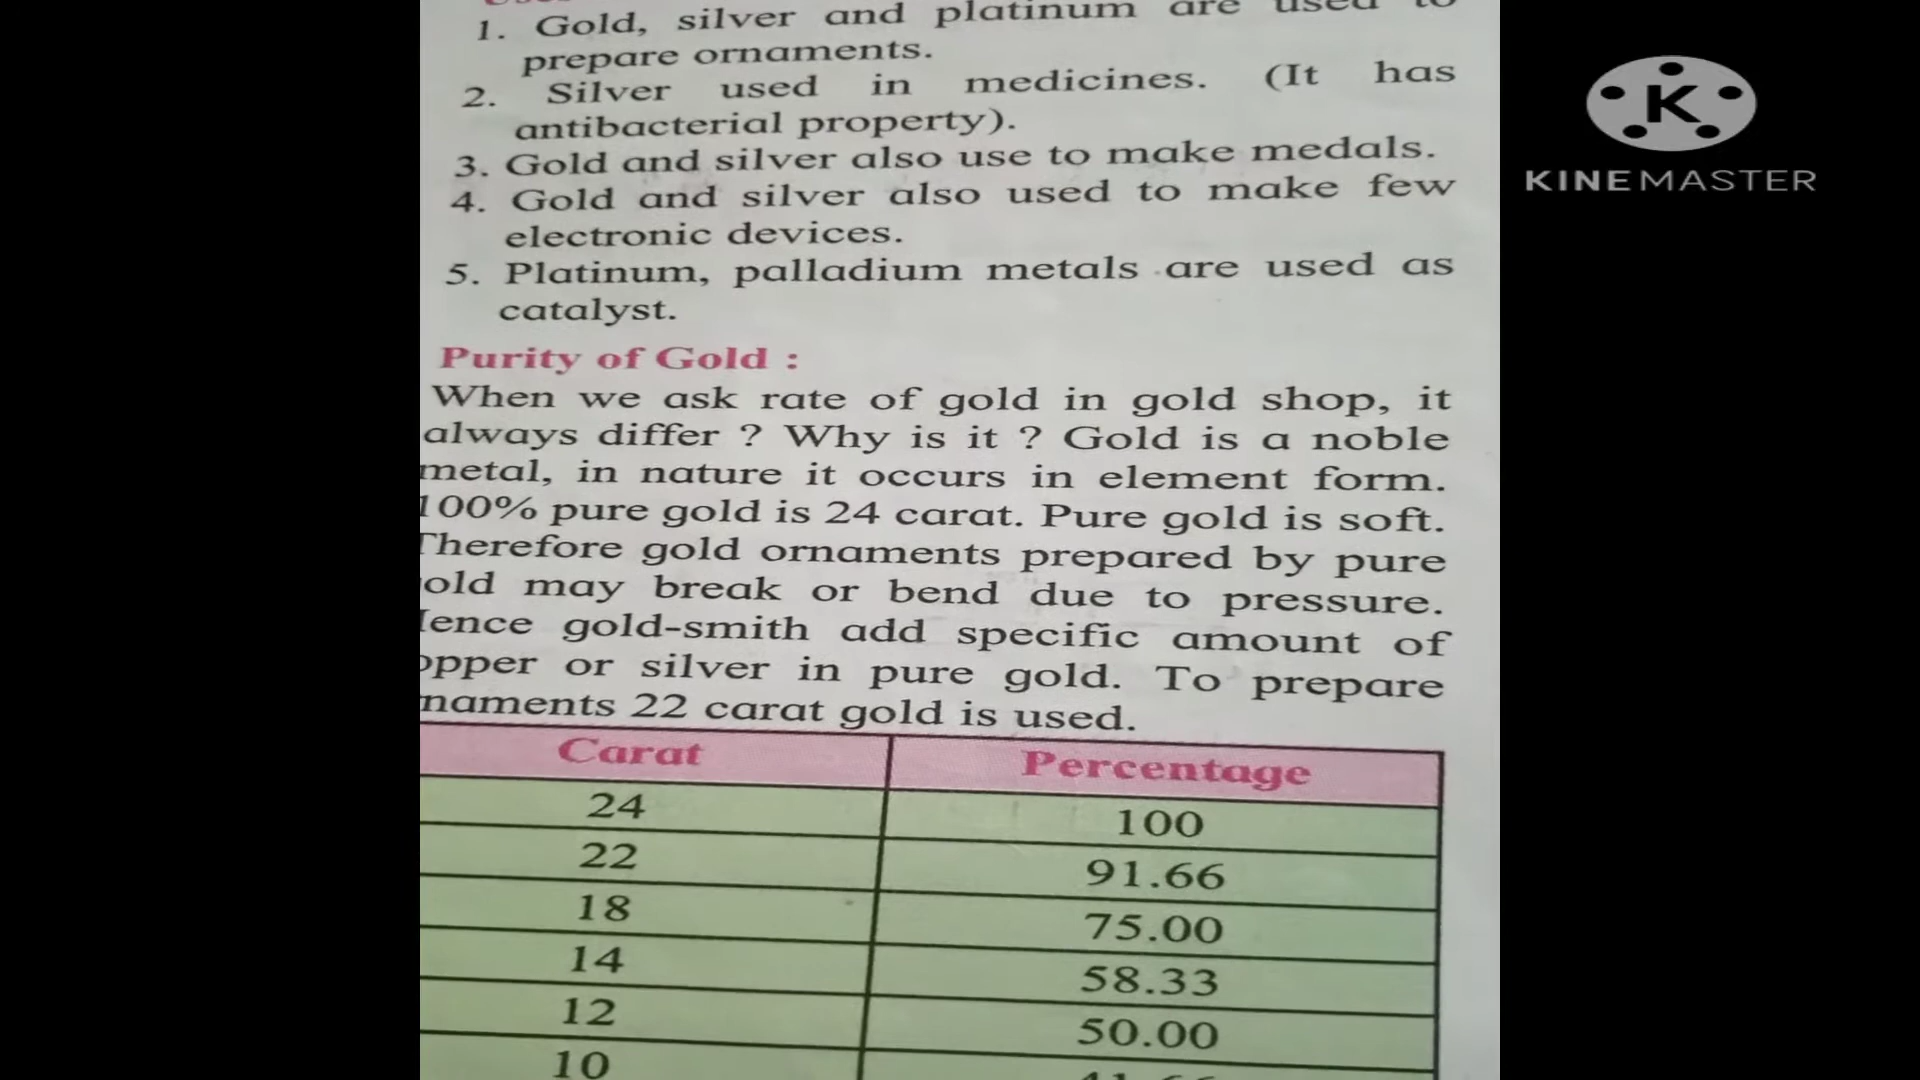 1. Gold, silver and platinum are used to
prepare ornaments.
2. Silver used in medicines. (It has
antibacterial property).
3. Gold and silver also use to make medals.
4. Gold and silver also used to make few
electronic devices.
5. Platinum, palladium metals are used as
catalyst.
Purity of Gold :
When we ask rate of gold in gold shop, it
always differ ? Why is it ? Gold is a noble
metal, in nature it occurs in element form.
100% pure gold is 24 carat. Pure gold is soft.
Therefore gold ornaments prepared by pure
old may break or bend due to pressure.
ence gold-smith add specific amount of
opper or silver in pure gold. To prepare
naments 22 carat gold is used.
Carat Percentage
24 100
22 91.66
18 75.00
14 58.33
12 50.00
10
K
KINEMASTER